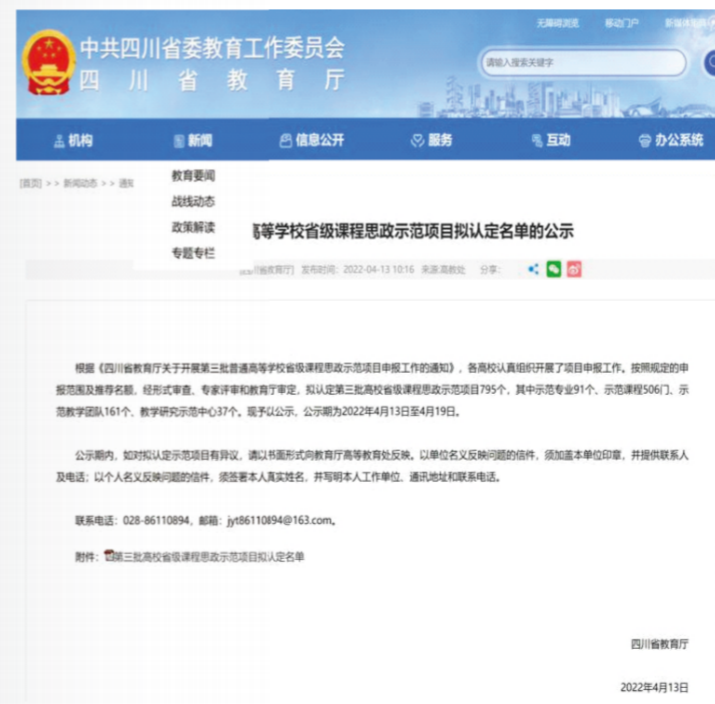 无障碍浏览 移动门户 新媒体矩阵
中共四川省委教育工作委员会
四川省教育厅
请输入搜索关键字
机构 新闻 信息公开 服务 互动 办公系统
[首页] >> 新闻动态 >> 通知
教育要闻
战线动态
政策解读
专题专栏
高等学校省级课程思政示范项目拟认定名单的公示
[四川省教育厅] 发布时间：2022-04-13 10:16 来源:高教处 分享：
根据《四川省教育厅关于开展第三批普通高等学校省级课程思政示范项目申报工作的通知》，各高校认真组织开展了项目申报工作。按照规定的申
报范围及推荐名额，经形式审查、专家评审和教育厅审定，拟认定第三批高校省级课程思政示范项目795个，其中示范专业91个、示范课程506门、示
范教学团队161个、教学研究示范中心37个。现予以公示，公示期为2022年4月13日至4月19日。
公示期内，如对拟认定示范项目有异议，请以书面形式向教育厅高等教育处反映。以单位名义反映问题的信件，须加盖本单位印章，并提供联系人
及电话；以个人名义反映问题的信件，须签署本人真实姓名，并写明本人工作单位、通讯地址和联系电话。
联系电话：028-86110894，邮箱：jyt86110894@163.com。
附件：第三批高校省级课程思政示范项目拟认定名单
四川省教育厅
2022年4月13日